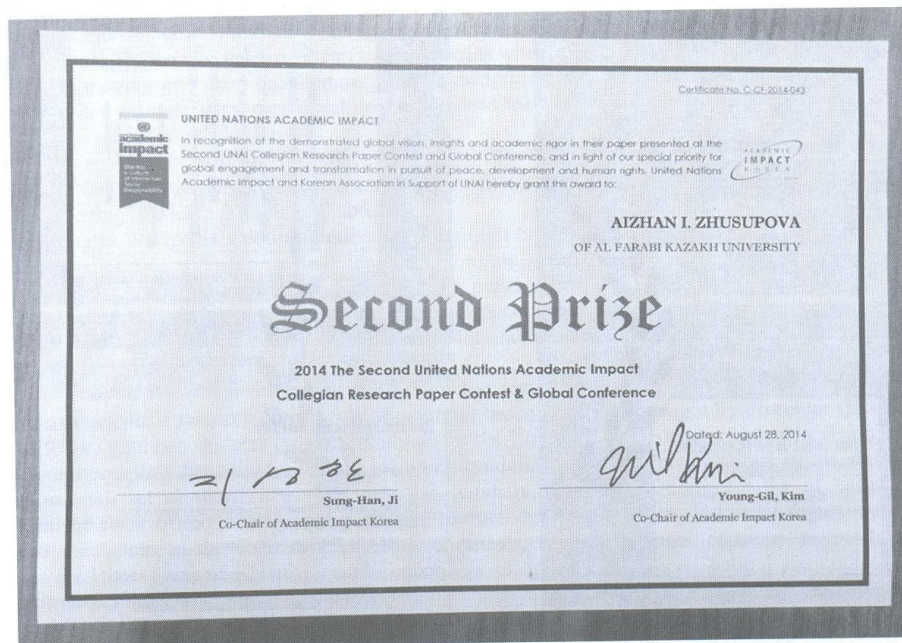 Certificate No. C-CF-2014-043
UNITED NATIONS ACADEMIC IMPACT
academic
impact
In recognition of the demonstrated global vision, insights and academic rigor in their paper presented at the
Second UNAI Collegian Research Paper Contest and Global Conference, and in light of our special priority for
global engagement and transformation in pursuit of peace, development and human rights, United Nations
Academic Impact and Korean Association in Support of UNAI hereby grant this award to:
ACADEMIC
IMPACT
KOREA
AIZHAN I. ZHUSUPOVA
OF AL FARABI KAZAKH UNIVERSITY
Second Prize
2014 The Second United Nations Academic Impact
Collegian Research Paper Contest & Global Conference
Dated: August 28, 2014
Sung-Han, Ji
Co-Chair of Academic Impact Korea
Young-Gil, Kim
Co-Chair of Academic Impact Korea